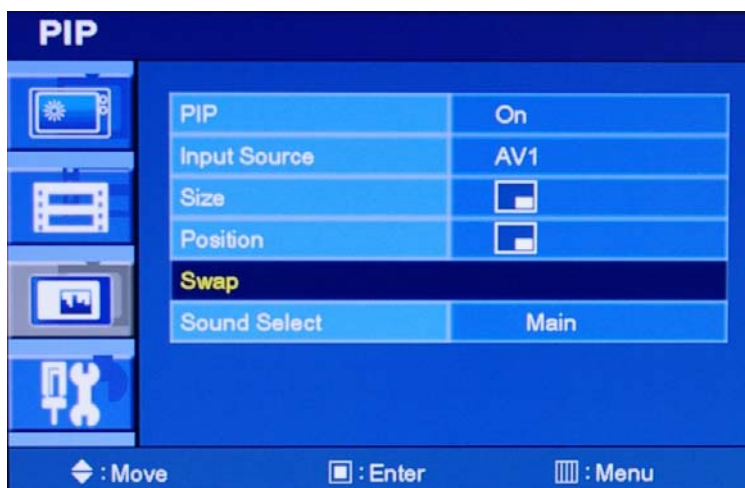 PIP
PIP On
Input Source AV1
Size
Position
Swap
Sound Select Main
: Move : Enter : Menu